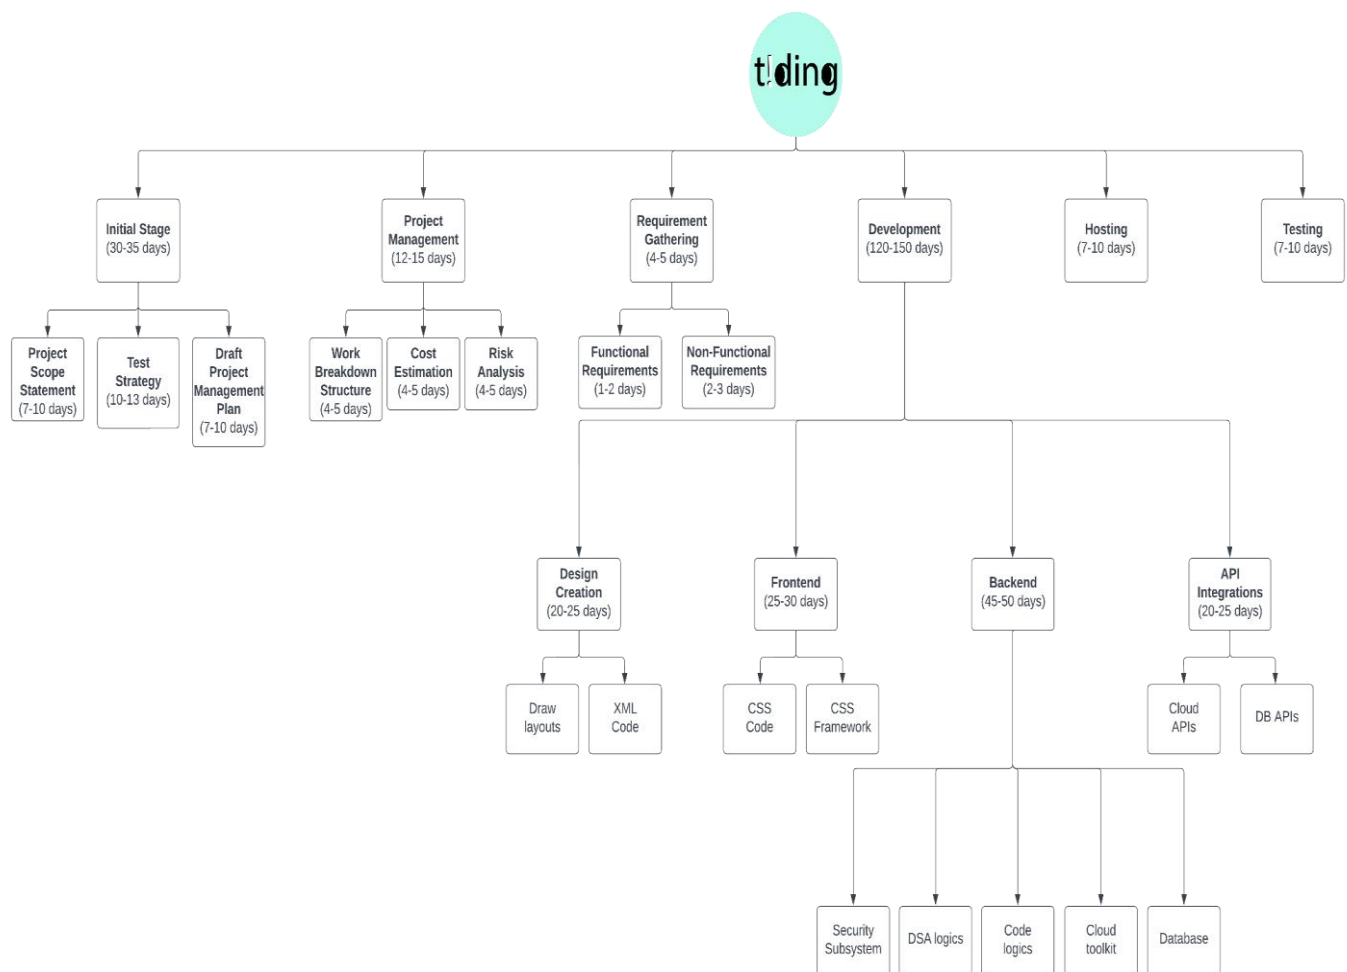 t!ding
Initial Stage
(30-35 days)
Project
Management
(12-15 days)
Requirement
Gathering
(4-5 days)
Development
(120-150 days)
Hosting
(7-10 days)
Testing
(7-10 days)
Project
Scope
Statement
(7-10 days)
Test
Strategy
(10-13 days)
Draft
Project
Management
Plan
(7-10 days)
Work
Breakdown
Structure
(4-5 days)
Cost
Estimation
(4-5 days)
Risk
Analysis
(4-5 days)
Functional
Requirements
(1-2 days)
Non-Functional
Requirements
(2-3 days)
Design
Creation
(20-25 days)
Frontend
(25-30 days)
Backend
(45-50 days)
API
Integrations
(20-25 days)
Draw
layouts
XML
Code
CSS
Code
CSS
Framework
Cloud
APIs
DB APIs
Security
Subsystem
DSA logics
Code
logics
Cloud
toolkit
Database